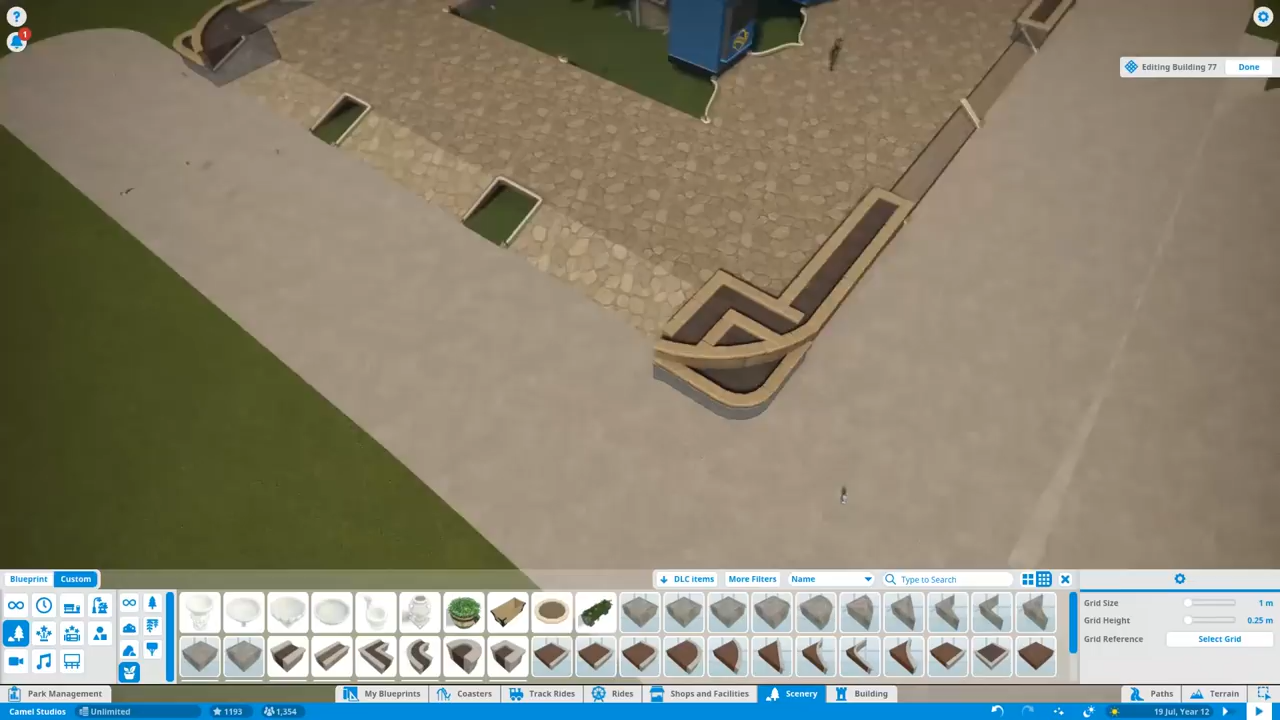 1
Editing Building 77 Done
Blueprint Custom
DLC items More Filters Name Type to Search
Grid Size 1 m
Grid Height 0.25 m
Grid Reference Select Grid
Park Management My Blueprints Coasters Track Rides Rides Shops and Facilities Scenery Building Paths Terrain
Camel Studios Unlimited 1193 1,354 19 Jul, Year 12